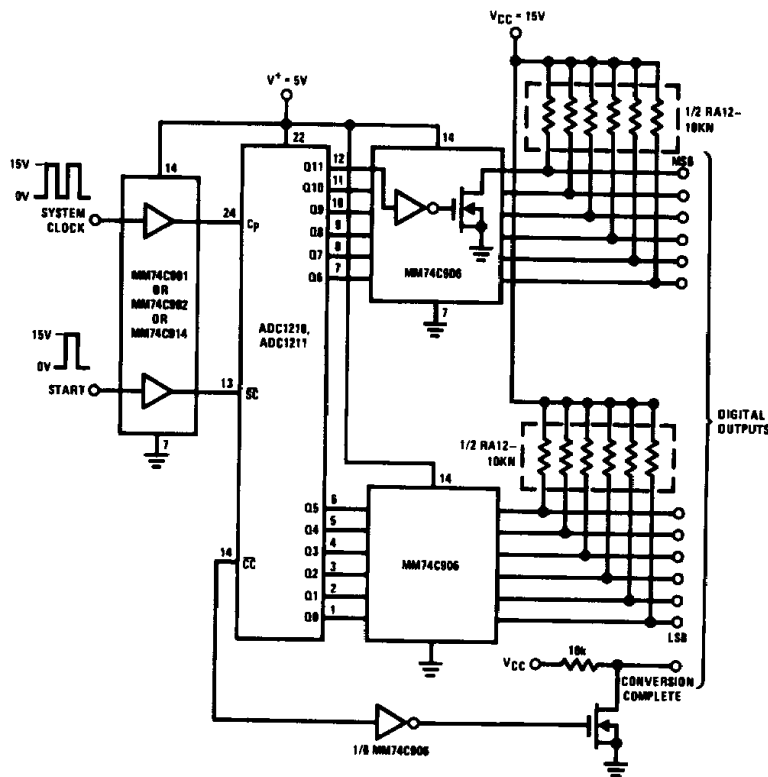 VCC = 15V
V+ = 5V
1/2 RA12–
10KN
14
22
14
15V
0V
SYSTEM
CLOCK
24
CP
MM74C901
OR
MM74C902
OR
MM74C914
Q11 12
Q10 11
Q9 10
Q8 9
Q7 8
Q6 7
MM74C906
7
MSB
ADC1210,
ADC1211
15V
0V
START
13
SC
7
DIGITAL
OUTPUTS
1/2 RA12–
10KN
14
Q5 6
Q4 5
Q3 4
Q2 3
Q1 2
Q0 1
MM74C906
14
CC
LSB
VCC
10k
CONVERSION
COMPLETE
1/6 MM74C906